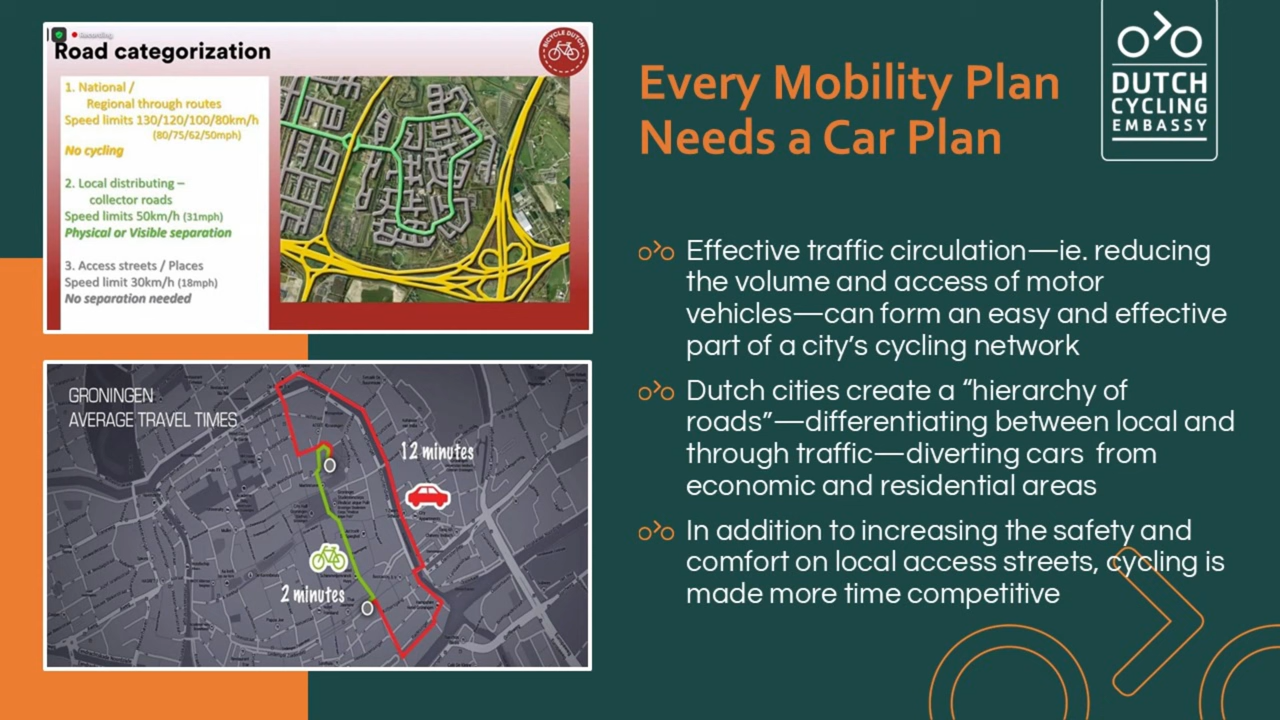 Recording
Road categorization
BICYCLE DUTCH
1. National /
Regional through routes
Speed limits 130/120/100/80km/h
(80/75/62/50mph)
No cycling
2. Local distributing –
collector roads
Speed limits 50km/h (31mph)
Physical or Visible separation
3. Access streets / Places
Speed limit 30km/h (18mph)
No separation needed
GRONINGEN
AVERAGE TRAVEL TIMES
12 minutes
2 minutes
Every Mobility Plan
Needs a Car Plan
DUTCH
CYCLING
EMBASSY
Effective traffic circulation—ie. reducing
the volume and access of motor
vehicles—can form an easy and effective
part of a city’s cycling network
Dutch cities create a “hierarchy of
roads”—differentiating between local and
through traffic—diverting cars  from
economic and residential areas
In addition to increasing the safety and
comfort on local access streets, cycling is
made more time competitive